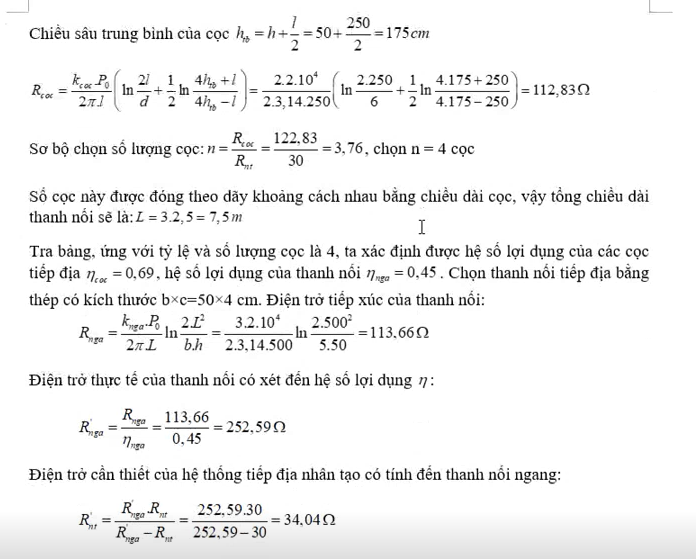 Chiều sâu trung bình của cọc h_tb = h + l/2 = 50 + 250/2 = 175cm
R_coc = (k_coc.P_0)/(2π.l) (ln 2l/d + 1/2 ln (4h_tb + l)/(4h_tb − l)) = (2.2.10^4)/(2.3,14.250) (ln 2.250/6 + 1/2 ln (4.175 + 250)/(4.175 − 250)) = 112,83Ω
Sơ bộ chọn số lượng cọc: n = R_coc/R_nt = 122,83/30 = 3,76, chọn n = 4 cọc
Số cọc này được đóng theo dãy khoảng cách nhau bằng chiều dài cọc, vậy tổng chiều dài
thanh nối sẽ là: L = 3.2,5 = 7,5m
Tra bảng, ứng với tỷ lệ và số lượng cọc là 4, ta xác định được hệ số lợi dụng của các cọc
tiếp địa η_coc = 0,69, hệ số lợi dụng của thanh nối η_nga = 0,45. Chọn thanh nối tiếp địa bằng
thép có kích thước b×c=50×4 cm. Điện trở tiếp xúc của thanh nối:
R_nga = (k_nga.P_0)/(2π.L) ln (2.L^2)/(b.h) = (3.2.10^4)/(2.3,14.500) ln (2.500^2)/(5.50) = 113,66Ω
Điện trở thực tế của thanh nối có xét đến hệ số lợi dụng η:
R'_nga = R_nga/η_nga = 113,66/0,45 = 252,59Ω
Điện trở cần thiết của hệ thống tiếp địa nhân tạo có tính đến thanh nối ngang:
R'_nt = (R'_nga.R_nt)/(R'_nga − R_nt) = (252,59.30)/(252,59 − 30) = 34,04Ω